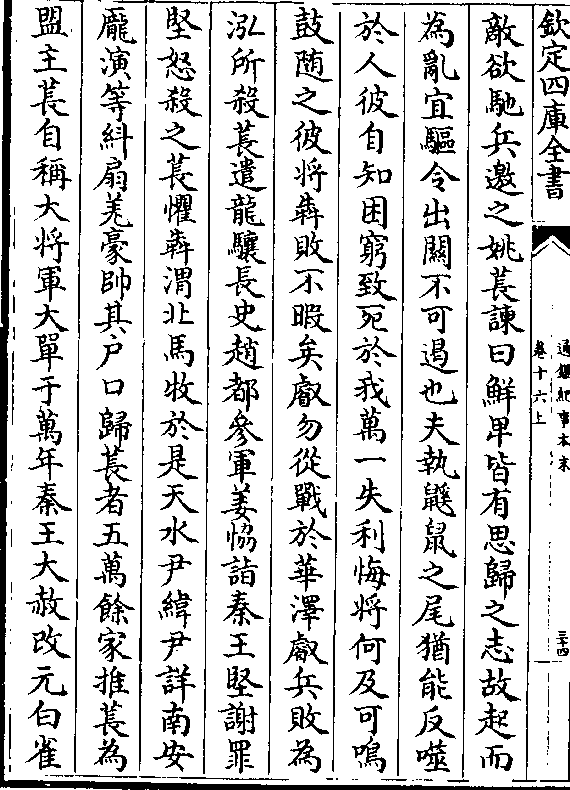 欽定四庫全書
通鑑紀事本末
卷十六上
三十四
敵欲馳兵邀之姚萇諫曰鮮卑皆有思歸之志故起而
為亂宜驅令出關不可遏也夫執鼷鼠之尾猶能反噬
於人彼自知困窮致死於我萬一失利悔將何及可鳴
鼓随之彼將犇敗不暇矣叡勿從戰於華澤叡兵敗為
泓所殺萇遣龍驤長史趙都參軍姜協詣秦王堅謝罪
堅怒殺之萇懼犇渭北馬牧於是天水尹緯尹詳南安
龐演等糾扇羌豪帥其户口歸萇者五萬餘家推萇為
盟主萇自稱大將軍大單于萬年秦王大赦改元白雀